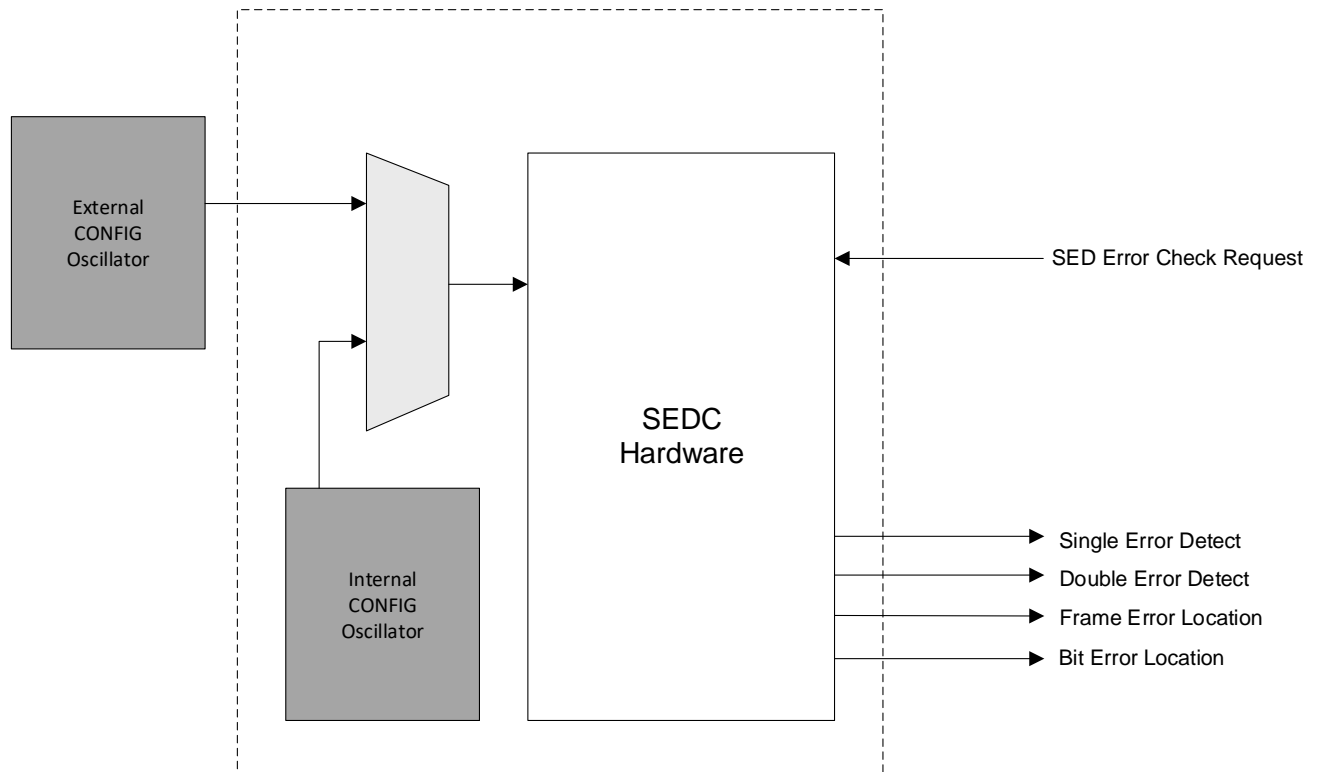 External
CONFIG
Oscillator
SED Error Check Request
SEDC
Hardware
Internal
CONFIG
Oscillator
Single Error Detect
Double Error Detect
Frame Error Location
Bit Error Location